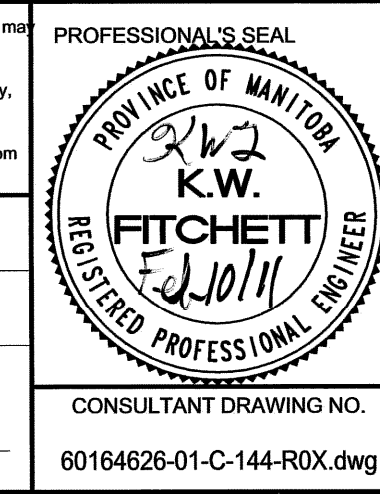 may
PROFESSIONAL'S SEAL
y,
om
PROVINCE OF MANITOBA
K.W.
FITCHETT
Feb 10/11
REGISTERED PROFESSIONAL ENGINEER
CONSULTANT DRAWING NO.
60164626-01-C-144-R0X.dwg